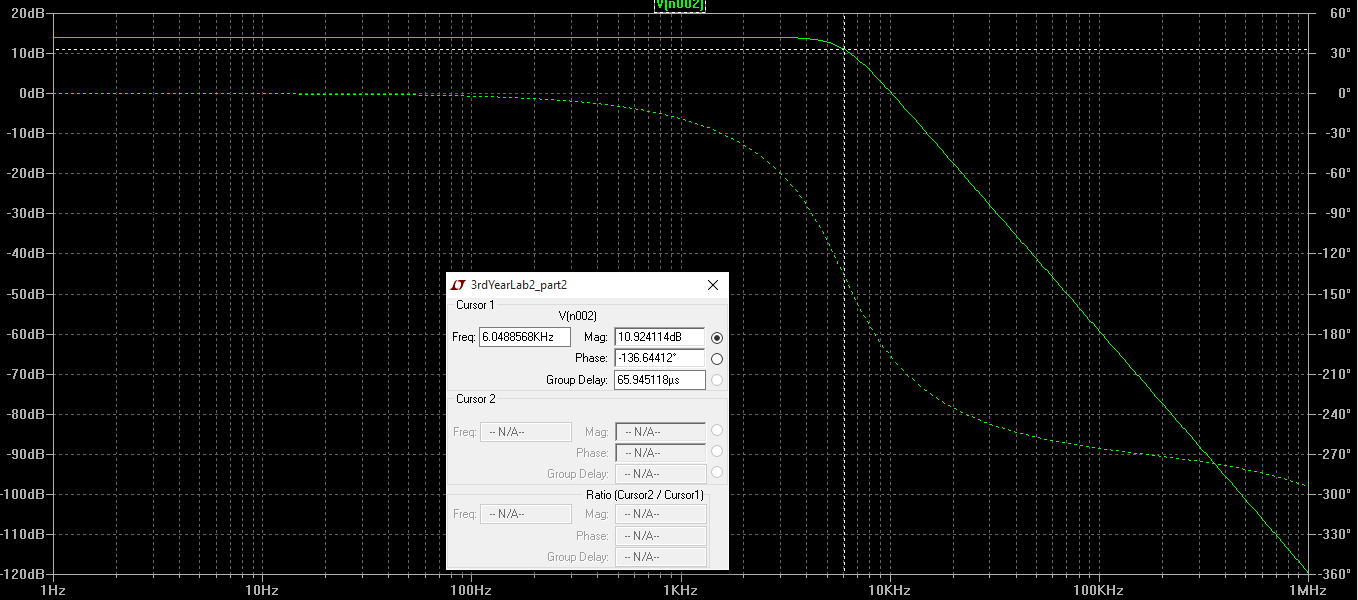 V(n002)
20dB 60°
10dB 30°
0dB 0°
-10dB -30°
-20dB -60°
-30dB -90°
-40dB -120°
-50dB -150°
-60dB -180°
-70dB -210°
-80dB -240°
-90dB -270°
-100dB -300°
-110dB -330°
-120dB -360°
1Hz 10Hz 100Hz 1KHz 10KHz 100KHz 1MHz
3rdYearLab2_part2
Cursor 1
V(n002)
Freq: 6.0488568KHz Mag: 10.924114dB
Phase: -136.64412°
Group Delay: 65.945118µs
Cursor 2
Freq: -- N/A-- Mag: -- N/A--
Phase: -- N/A--
Group Delay: -- N/A--
Ratio (Cursor2 / Cursor1)
Freq: -- N/A-- Mag: -- N/A--
Phase: -- N/A--
Group Delay: -- N/A--